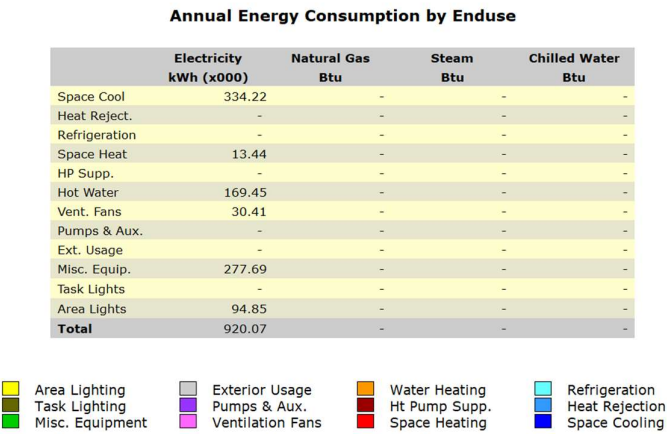 Annual Energy Consumption by Enduse
Electricity Natural Gas Steam Chilled Water
kWh (x000) Btu Btu Btu
Space Cool 334.22 - - -
Heat Reject. - - - -
Refrigeration - - - -
Space Heat 13.44 - - -
HP Supp. - - - -
Hot Water 169.45 - - -
Vent. Fans 30.41 - - -
Pumps & Aux. - - - -
Ext. Usage - - - -
Misc. Equip. 277.69 - - -
Task Lights - - - -
Area Lights 94.85 - - -
Total 920.07 - - -
Area Lighting Exterior Usage Water Heating Refrigeration
Task Lighting Pumps & Aux. Ht Pump Supp. Heat Rejection
Misc. Equipment Ventilation Fans Space Heating Space Cooling